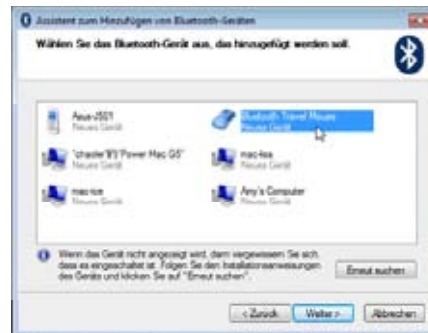 Assistent zum Hinzufügen von Bluetooth-Geräten
Wählen Sie das Bluetooth-Gerät aus, das hinzugefügt werden soll.
Asus-J501
Neues Gerät
Bluetooth Travel Mouse
Neues Gerät
Power Mac G5"
Neues Gerät
mac-lisa
Neues Gerät
mac-ice
Neues Gerät
Amy's Computer
Neues Gerät
Wenn das Gerät nicht angezeigt wird, dann vergewissern Sie sich,
dass es eingeschaltet ist. Folgen Sie den Installationsanweisungen
des Geräts und klicken Sie auf "Erneut suchen".
Erneut suchen
< Zurück
Weiter >
Abbrechen